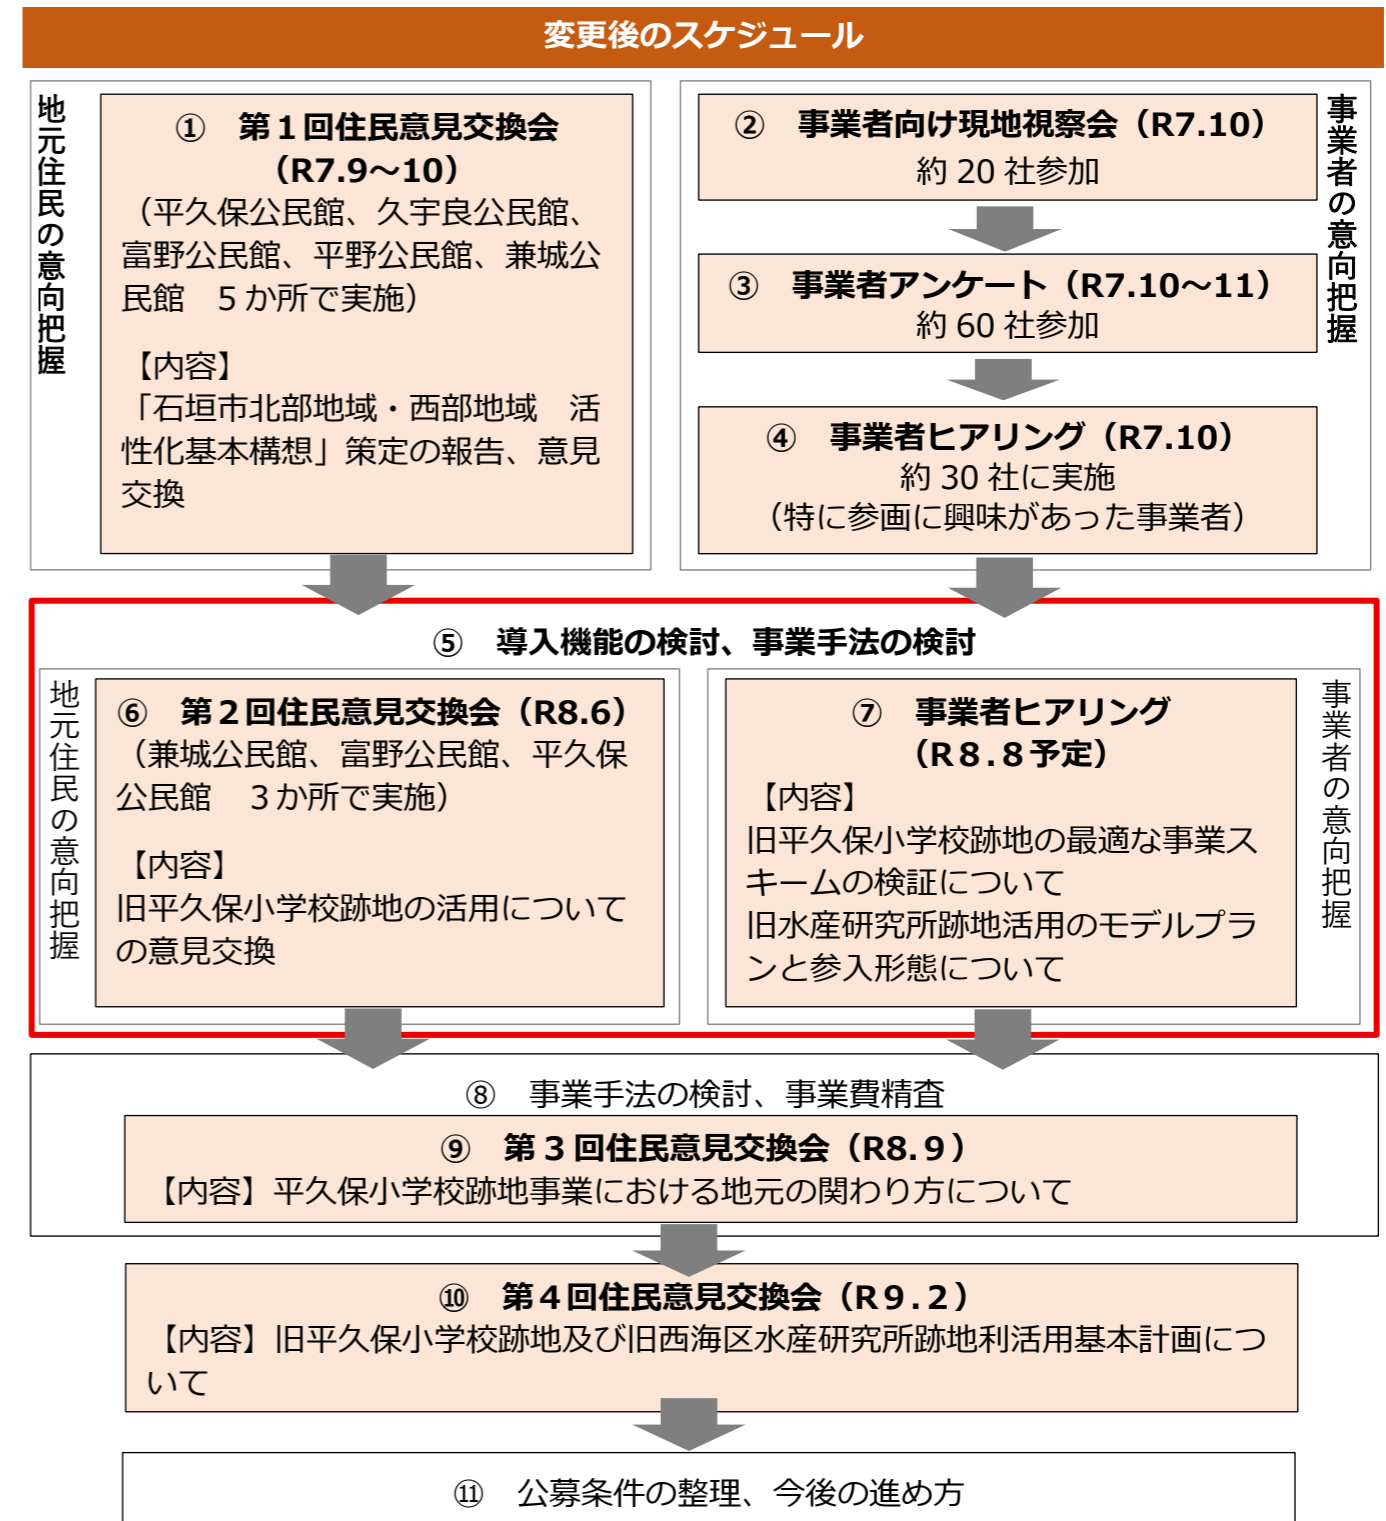 変更後のスケジュール
地元住民の意向把握
① 第１回住民意見交換会
（R7.9～10）
（平久保公民館、久宇良公民館、
富野公民館、平野公民館、兼城公
民館　５か所で実施）
【内容】
「石垣市北部地域・西部地域　活
性化基本構想」策定の報告、意見
交換
事業者の意向把握
② 事業者向け現地視察会（R7.10）
約 20 社参加
③ 事業者アンケート（R7.10～11）
約 60 社参加
④ 事業者ヒアリング（R7.10）
約 30 社に実施
（特に参画に興味があった事業者）
⑤ 導入機能の検討、事業手法の検討
地元住民の意向把握
⑥ 第２回住民意見交換会（R8.6）
（兼城公民館、富野公民館、平久保
公民館　３か所で実施）
【内容】
旧平久保小学校跡地の活用について
の意見交換
事業者の意向把握
⑦ 事業者ヒアリング
（R８.８予定）
【内容】
旧平久保小学校跡地の最適な事業ス
キームの検証について
旧水産研究所跡地活用のモデルプラ
ンと参入形態について
⑧ 事業手法の検討、事業費精査
⑨ 第３回住民意見交換会（R8.９）
【内容】平久保小学校跡地事業における地元の関わり方について
⑩ 第４回住民意見交換会（R９.２）
【内容】旧平久保小学校跡地及び旧西海区水産研究所跡地利活用基本計画につ
いて
⑪ 公募条件の整理、今後の進め方